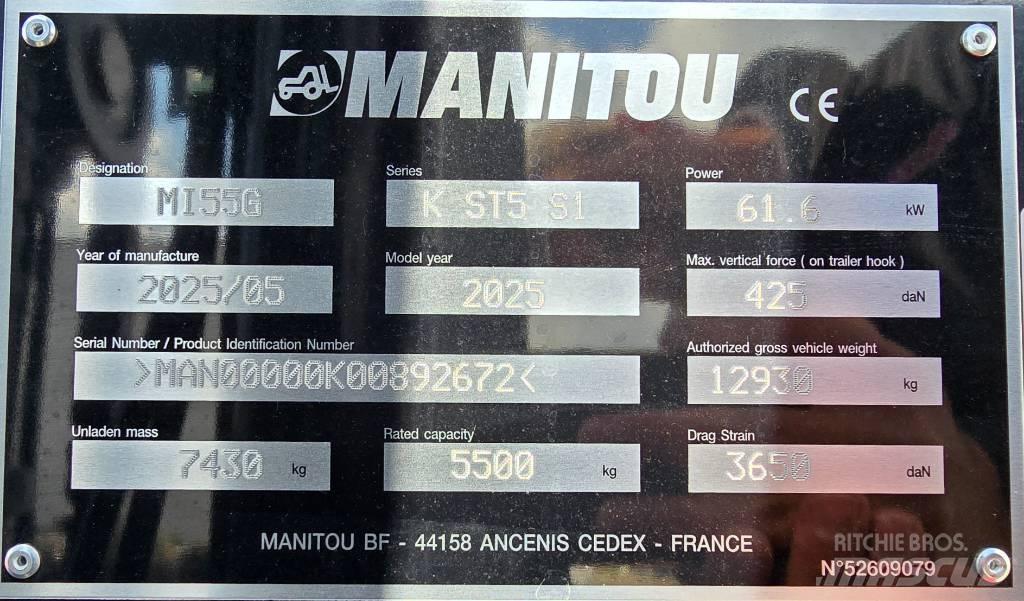 MANITOU CE
Designation Series Power
MI55G K ST5 S1 61.6 kW
Year of manufacture Model year Max. vertical force ( on trailer hook )
2025/05 2025 425 daN
Serial Number / Product Identification Number Authorized gross vehicle weight
>MAN00000K00892672< 12930 kg
Unladen mass Rated capacity Drag Strain
7430 kg 5500 kg 3650 daN
MANITOU BF - 44158 ANCENIS CEDEX - FRANCE
RITCHIE BROS.
N°52609079